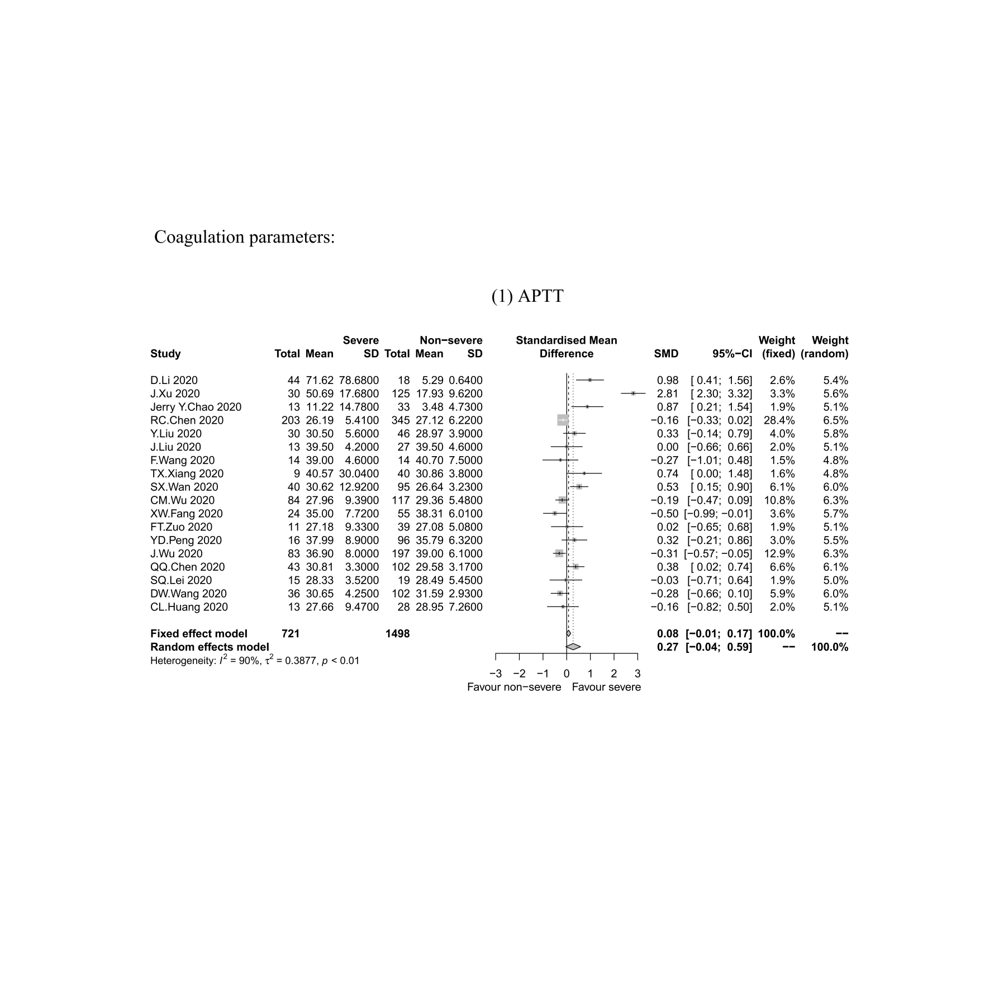 Coagulation parameters:
(1) APTT
Severe Non−severe Standardised Mean Weight Weight
Study Total Mean SD Total Mean SD Difference SMD 95%−CI (fixed) (random)
D.Li 2020 44 71.62 78.6800 18 5.29 0.6400 0.98 [ 0.41; 1.56] 2.6% 5.4%
J.Xu 2020 30 50.69 17.6800 125 17.93 9.6200 2.81 [ 2.30; 3.32] 3.3% 5.6%
Jerry Y.Chao 2020 13 11.22 14.7800 33 3.48 4.7300 0.87 [ 0.21; 1.54] 1.9% 5.1%
RC.Chen 2020 203 26.19 5.4100 345 27.12 6.2200 −0.16 [−0.33; 0.02] 28.4% 6.5%
Y.Liu 2020 30 30.50 5.6000 46 28.97 3.9000 0.33 [−0.14; 0.79] 4.0% 5.8%
J.Liu 2020 13 39.50 4.2000 27 39.50 4.6000 0.00 [−0.66; 0.66] 2.0% 5.1%
F.Wang 2020 14 39.00 4.6000 14 40.70 7.5000 −0.27 [−1.01; 0.48] 1.5% 4.8%
TX.Xiang 2020 9 40.57 30.0400 40 30.86 3.8000 0.74 [ 0.00; 1.48] 1.6% 4.8%
SX.Wan 2020 40 30.62 12.9200 95 26.64 3.2300 0.53 [ 0.15; 0.90] 6.1% 6.0%
CM.Wu 2020 84 27.96 9.3900 117 29.36 5.4800 −0.19 [−0.47; 0.09] 10.8% 6.3%
XW.Fang 2020 24 35.00 7.7200 55 38.31 6.0100 −0.50 [−0.99; −0.01] 3.6% 5.7%
FT.Zuo 2020 11 27.18 9.3300 39 27.08 5.0800 0.02 [−0.65; 0.68] 1.9% 5.1%
YD.Peng 2020 16 37.99 8.9000 96 35.79 6.3200 0.32 [−0.21; 0.86] 3.0% 5.5%
J.Wu 2020 83 36.90 8.0000 197 39.00 6.1000 −0.31 [−0.57; −0.05] 12.9% 6.3%
QQ.Chen 2020 43 30.81 3.3000 102 29.58 3.1700 0.38 [ 0.02; 0.74] 6.6% 6.1%
SQ.Lei 2020 15 28.33 3.5200 19 28.49 5.4500 −0.03 [−0.71; 0.64] 1.9% 5.0%
DW.Wang 2020 36 30.65 4.2500 102 31.59 2.9300 −0.28 [−0.66; 0.10] 5.9% 6.0%
CL.Huang 2020 13 27.66 9.4700 28 28.95 7.2600 −0.16 [−0.82; 0.50] 2.0% 5.1%
Fixed effect model 721 1498 0.08 [−0.01; 0.17] 100.0% −−
Random effects model 0.27 [−0.04; 0.59] −− 100.0%
Heterogeneity: I² = 90%, τ² = 0.3877, p < 0.01
−3 −2 −1 0 1 2 3
Favour non−severe Favour severe